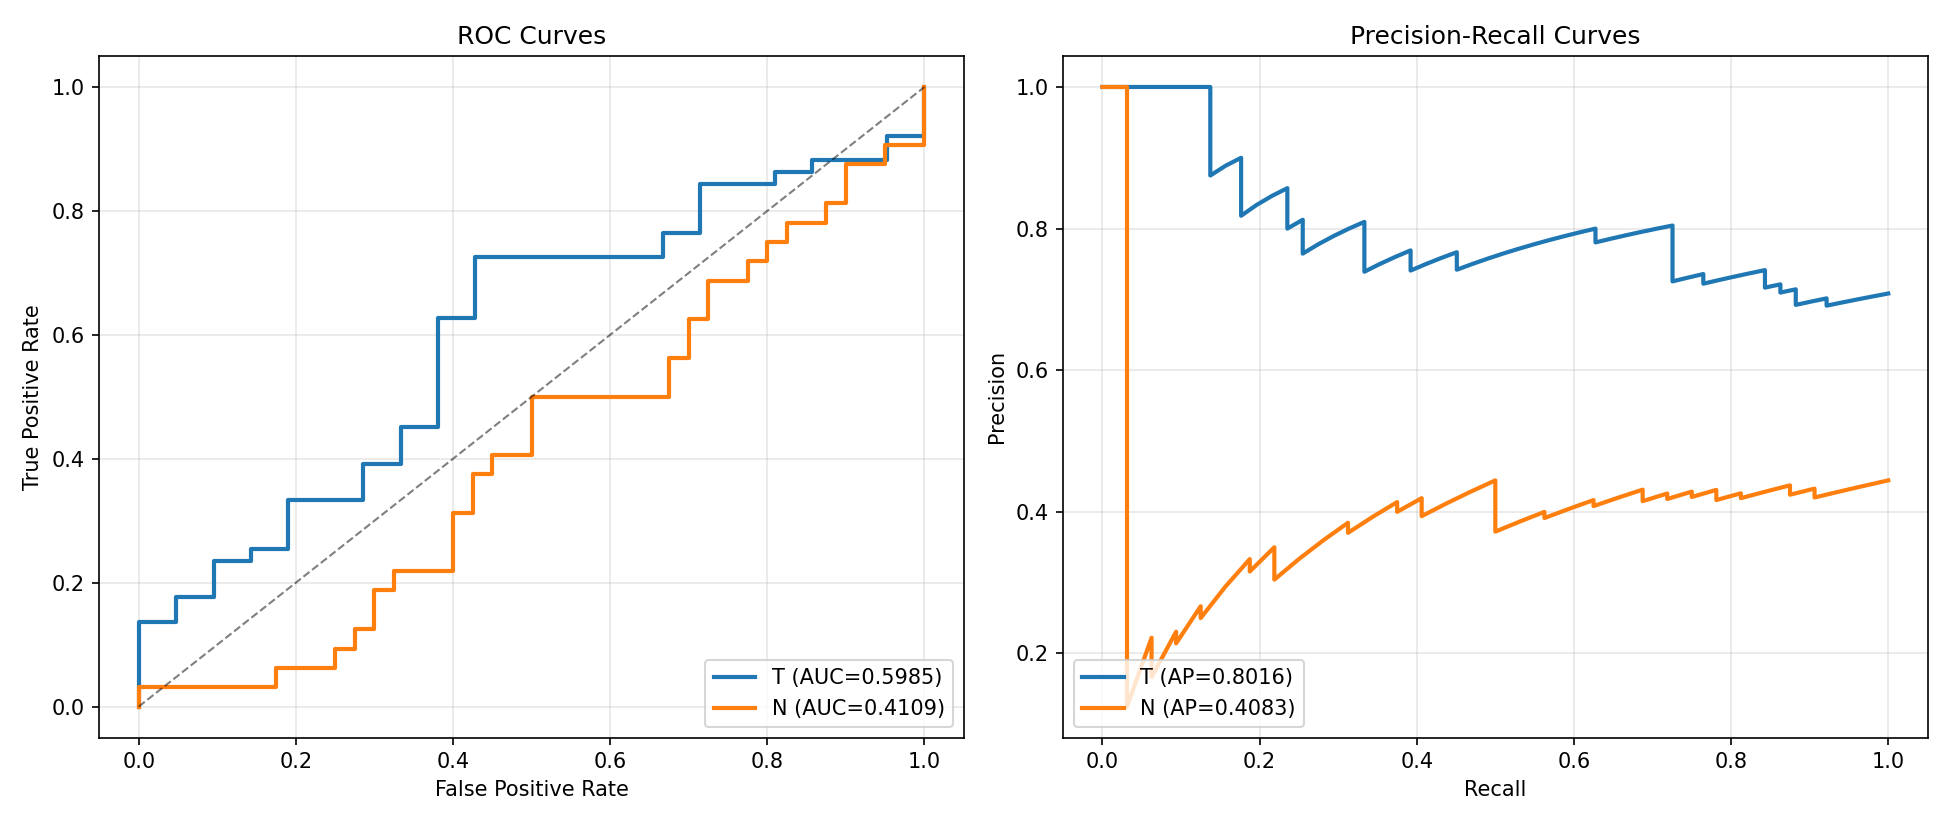 ROC Curves
True Positive Rate
1.0
0.8
0.6
0.4
0.2
0.0
T (AUC=0.5985)
N (AUC=0.4109)
0.0 0.2 0.4 0.6 0.8 1.0
False Positive Rate
Precision-Recall Curves
Precision
1.0
0.8
0.6
0.4
0.2
T (AP=0.8016)
N (AP=0.4083)
0.0 0.2 0.4 0.6 0.8 1.0
Recall